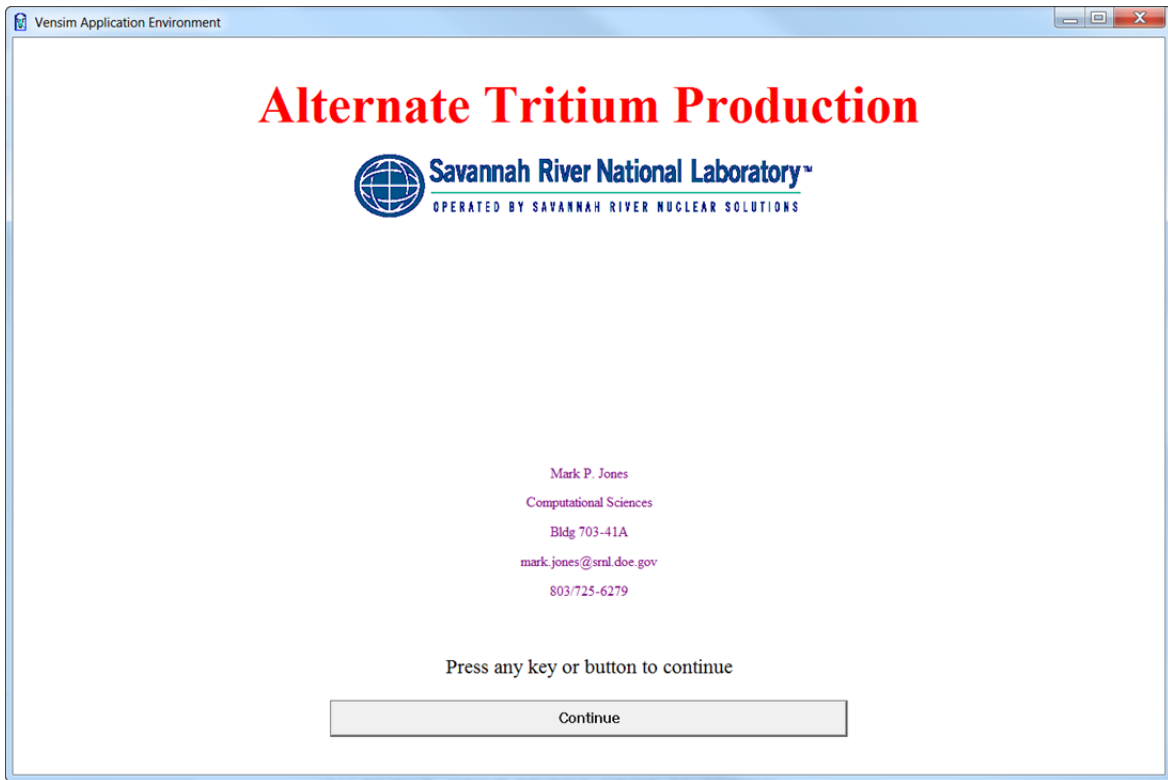 Vensim Application Environment
Alternate Tritium Production
Savannah River National Laboratory™
OPERATED BY SAVANNAH RIVER NUCLEAR SOLUTIONS
Mark P. Jones
Computational Sciences
Bldg 703-41A
mark.jones@srnl.doe.gov
803/725-6279
Press any key or button to continue
Continue